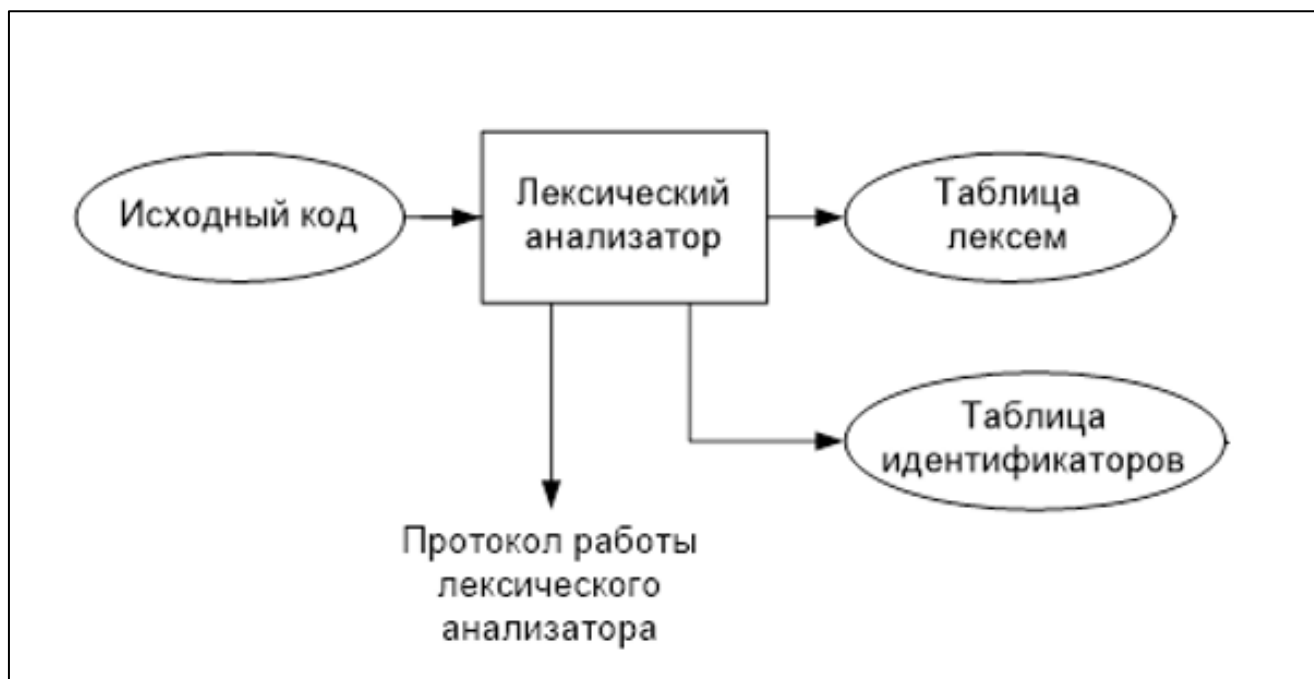 Исходный код
Лексический
анализатор
Таблица
лексем
Таблица
идентификаторов
Протокол работы
лексического
анализатора